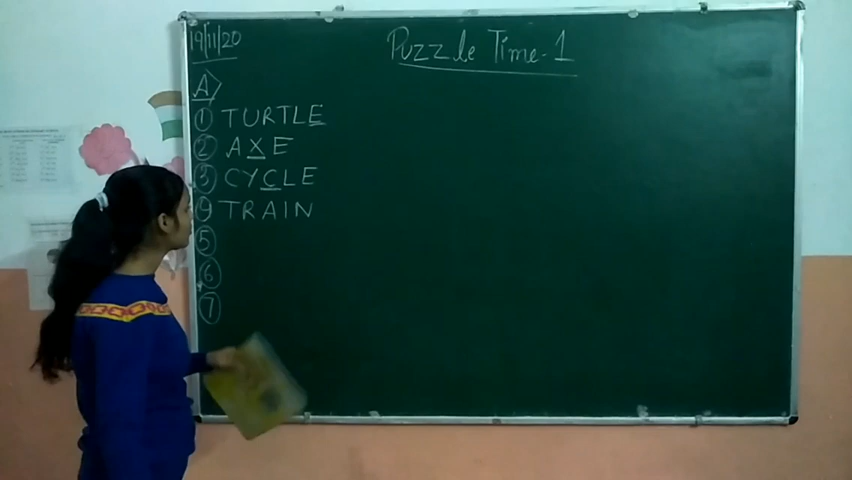 19/11/20
Puzzle Time-1
A
1 TURTLE
2 AXE
3 CYCLE
4 TRAIN
5
6
7